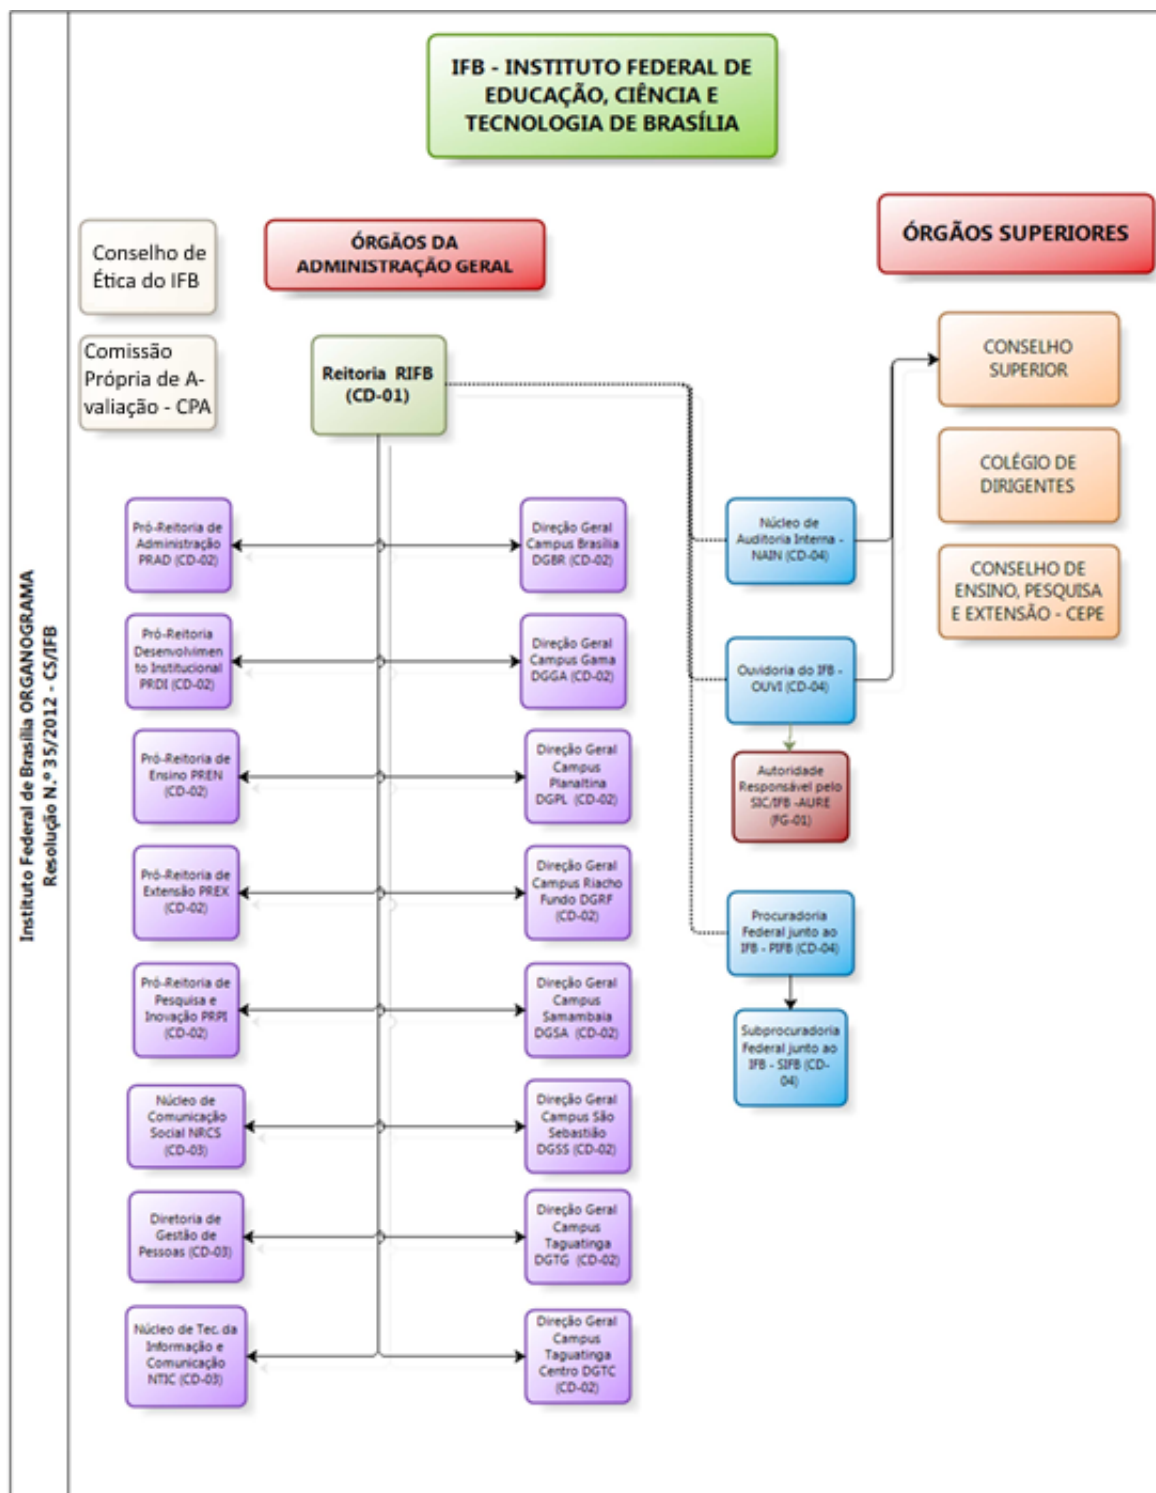 Instituto Federal de Brasília ORGANOGRAMA
Resolução N.º 35/2012 - CS/IFB
IFB - INSTITUTO FEDERAL DE
EDUCAÇÃO, CIÊNCIA E
TECNOLOGIA DE BRASÍLIA
Conselho de
Ética do IFB
ÓRGÃOS DA
ADMINISTRAÇÃO GERAL
ÓRGÃOS SUPERIORES
Comissão
Própria de A-
valiação - CPA
Reitoria RIFB
(CD-01)
CONSELHO
SUPERIOR
COLÉGIO DE
DIRIGENTES
CONSELHO DE
ENSINO, PESQUISA
E EXTENSÃO - CEPE
Pró-Reitoria de
Administração
PRAD (CD-02)
Direção Geral
Campus Brasília
DGBR (CD-02)
Núcleo de
Auditoria Interna -
NAIN (CD-04)
Pró-Reitoria
Desenvolvimen
to Institucional
PRDI (CD-02)
Direção Geral
Campus Gama
DGGA (CD-02)
Ouvidoria do IFB -
OUVI (CD-04)
Pró-Reitoria de
Ensino PREN
(CD-02)
Direção Geral
Campus
Planaltina
DGPL (CD-02)
Autoridade
Responsável pelo
SIC/IFB -AURE
(FG-01)
Pró-Reitoria de
Extensão PREX
(CD-02)
Direção Geral
Campus Riacho
Fundo DGRF
(CD-02)
Procuradoria
Federal junto ao
IFB - PIFB (CD-04)
Pró-Reitoria de
Pesquisa e
Inovação PRPI
(CD-02)
Direção Geral
Campus
Samambaia
DGSA (CD-02)
Subprocuradoria
Federal junto ao
IFB - SIFB (CD-
04)
Núcleo de
Comunicação
Social NRCS
(CD-03)
Direção Geral
Campus São
Sebastião
DGSS (CD-02)
Diretoria de
Gestão de
Pessoas (CD-03)
Direção Geral
Campus
Taguatinga
DGTG (CD-02)
Núcleo de Tec. da
Informação e
Comunicação
NTIC (CD-03)
Direção Geral
Campus
Taguatinga
Centro DGTC
(CD-02)